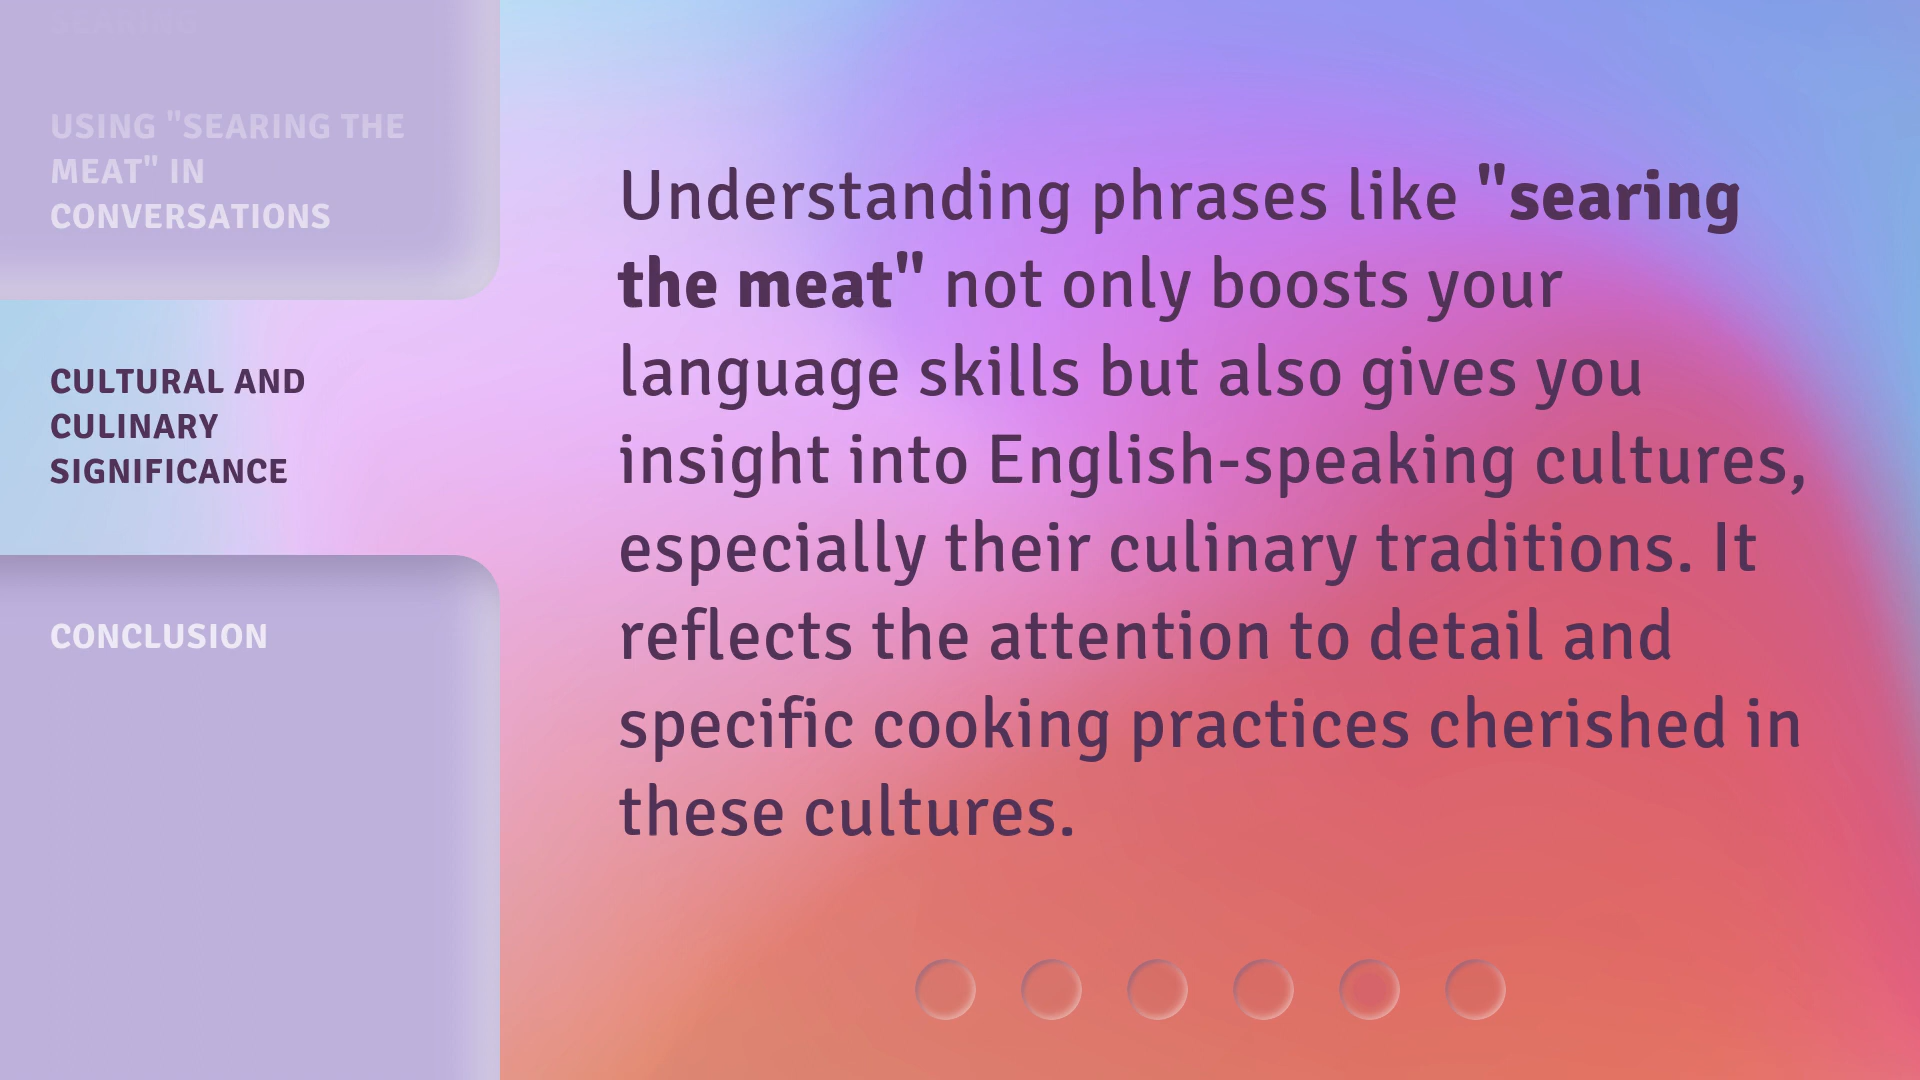 SEARING
USING "SEARING THE
MEAT" IN
CONVERSATIONS
CULTURAL AND
CULINARY
SIGNIFICANCE
CONCLUSION
Understanding phrases like "searing
the meat" not only boosts your
language skills but also gives you
insight into English-speaking cultures,
especially their culinary traditions. It
reflects the attention to detail and
specific cooking practices cherished in
these cultures.